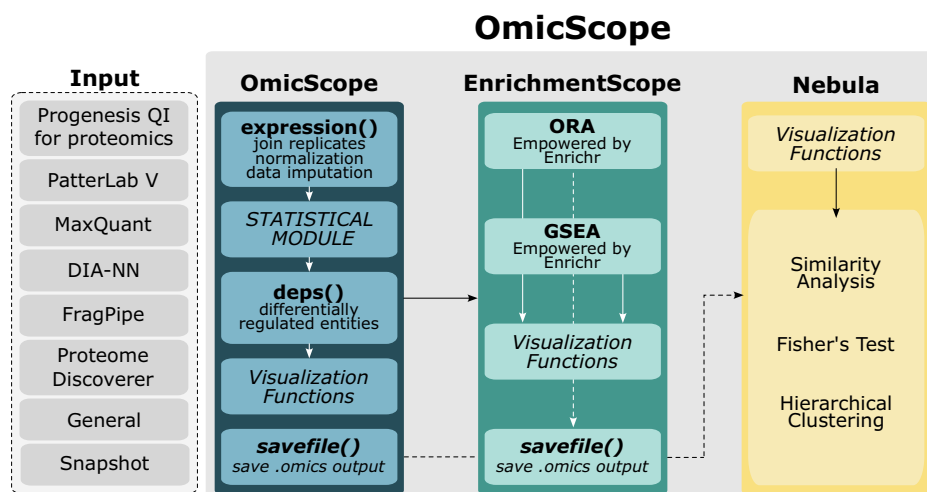 OmicScope
Input
Progenesis QI
for proteomics
PatterLab V
MaxQuant
DIA-NN
FragPipe
Proteome
Discoverer
General
Snapshot
OmicScope
expression()
join replicates
normalization
data imputation
STATISTICAL
MODULE
deps()
differentially
regulated entities
Visualization
Functions
savefile()
save .omics output
EnrichmentScope
ORA
Empowered by
Enrichr
GSEA
Empowered by
Enrichr
Visualization
Functions
savefile()
save .omics output
Nebula
Visualization
Functions
Similarity
Analysis
Fisher's Test
Hierarchical
Clustering